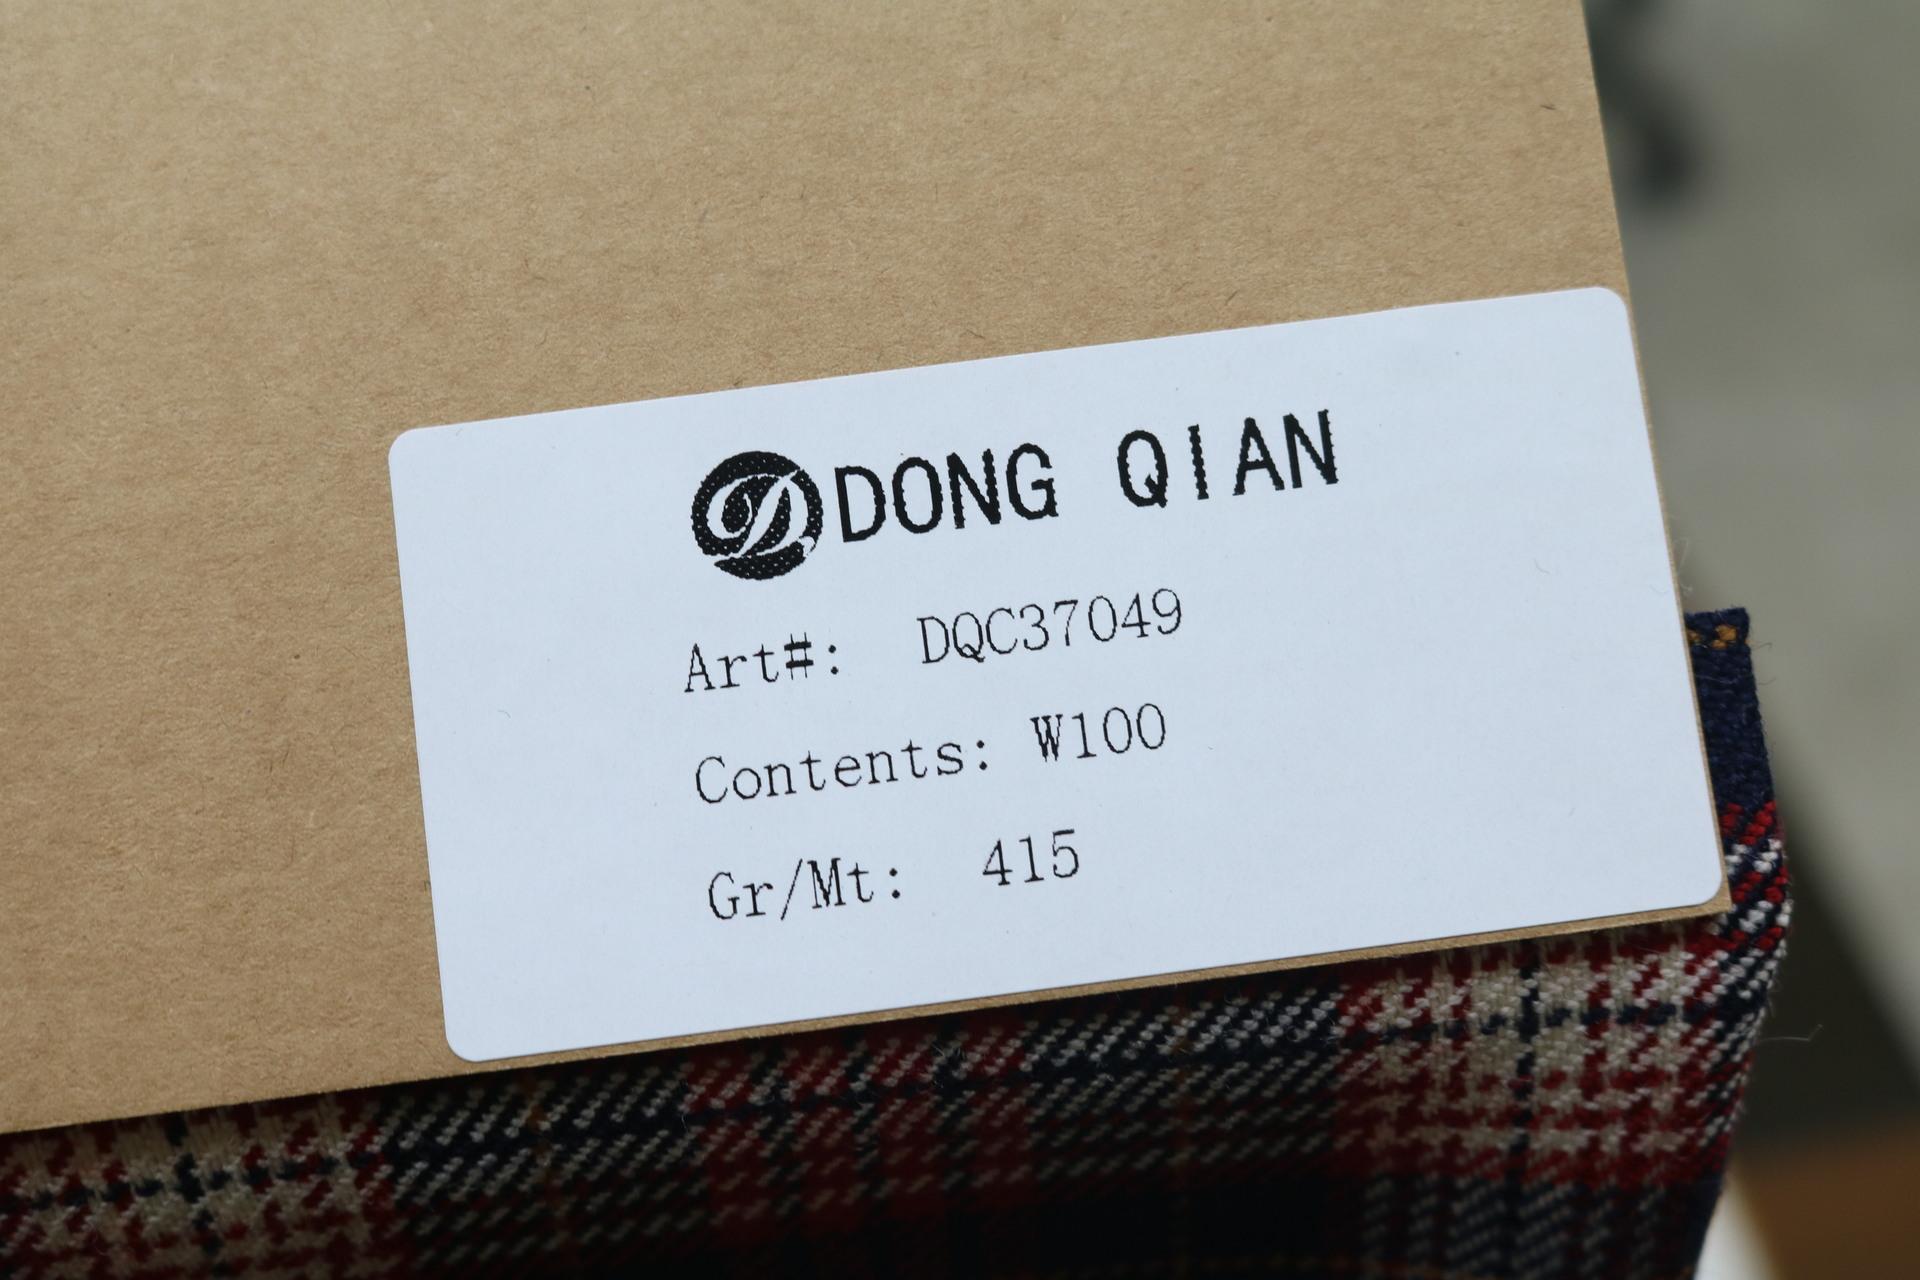 DONG QIAN
Art#: DQC37049
Contents: W100
Gr/Mt: 415